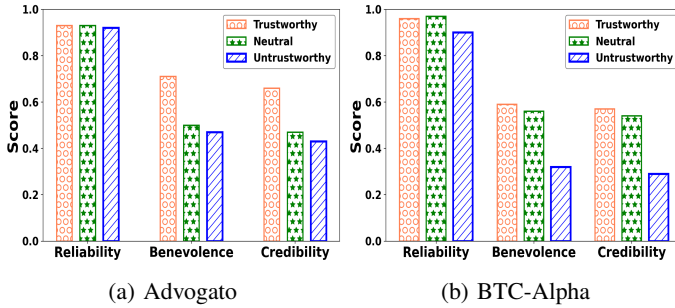 Score
1.0
0.8
0.6
0.4
0.2
0.0
Trustworthy
Neutral
Untrustworthy
Reliability Benevolence Credibility
(a) Advogato
Score
1.0
0.8
0.6
0.4
0.2
0.0
Trustworthy
Neutral
Untrustworthy
Reliability Benevolence Credibility
(b) BTC-Alpha